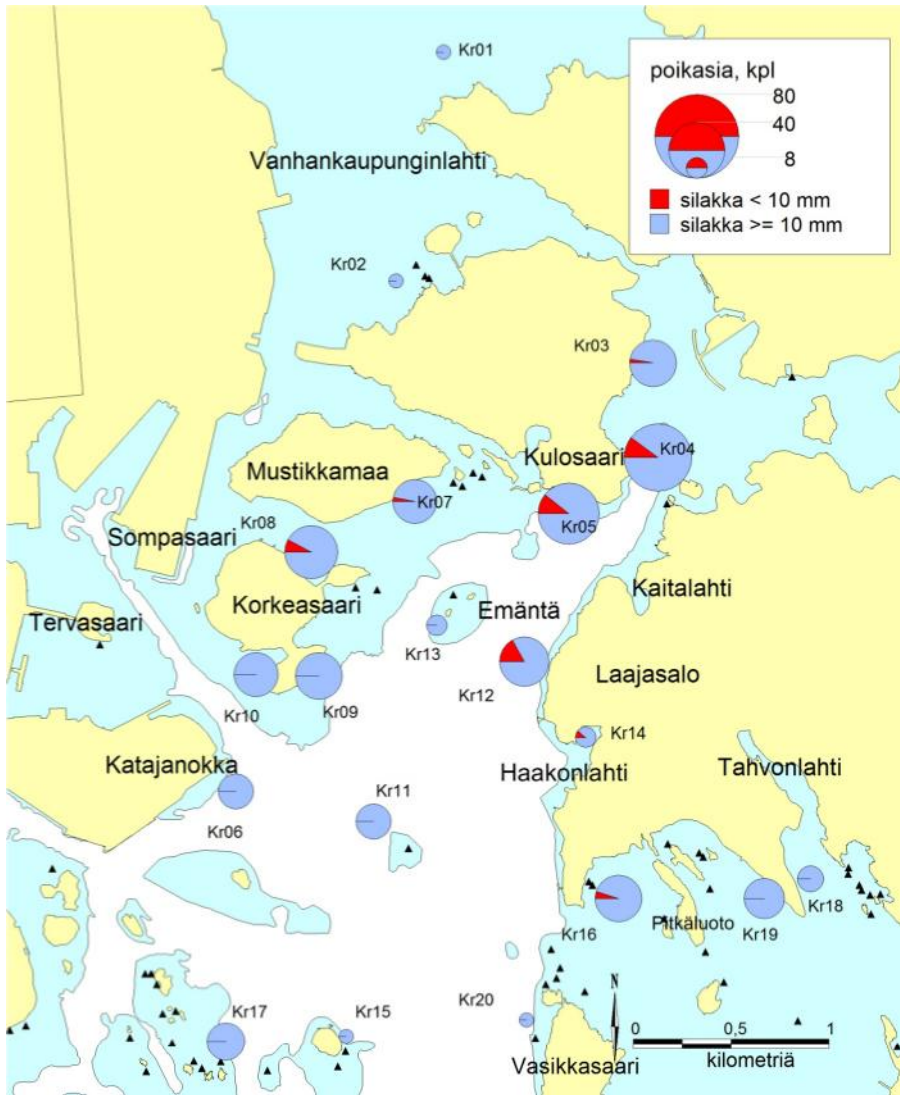 Kr01
poikasia, kpl
80
40
8
silakka < 10 mm
silakka >= 10 mm
Vanhankaupunginlahti
Kr02
Kr03
Kr04
Kulosaari
Mustikkamaa
Kr07
Kr05
Kr08
Sompasaari
Kaitalahti
Korkeasaari
Emäntä
Tervasaari
Kr13
Laajasalo
Kr12
Kr10
Kr09
Kr14
Katajanokka
Haakonlahti
Tahvonlahti
Kr11
Kr06
Kr18
Pitkäluoto
Kr16
Kr19
N
Kr20
Kr15
Kr17
0
0,5
1
kilometriä
Vasikkasaari